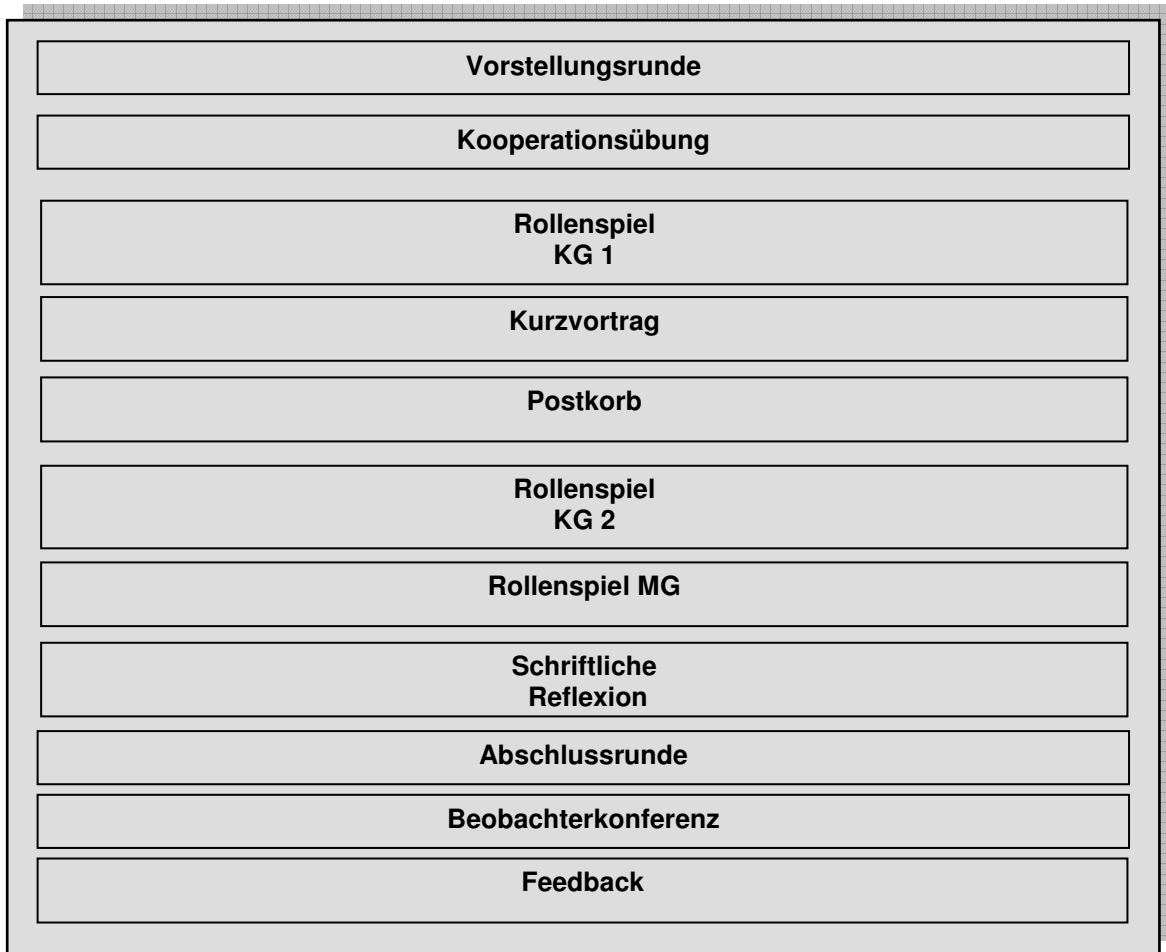 Vorstellungsrunde
Kooperationsübung
Rollenspiel
KG 1
Kurzvortrag
Postkorb
Rollenspiel
KG 2
Rollenspiel MG
Schriftliche
Reflexion
Abschlussrunde
Beobachterkonferenz
Feedback